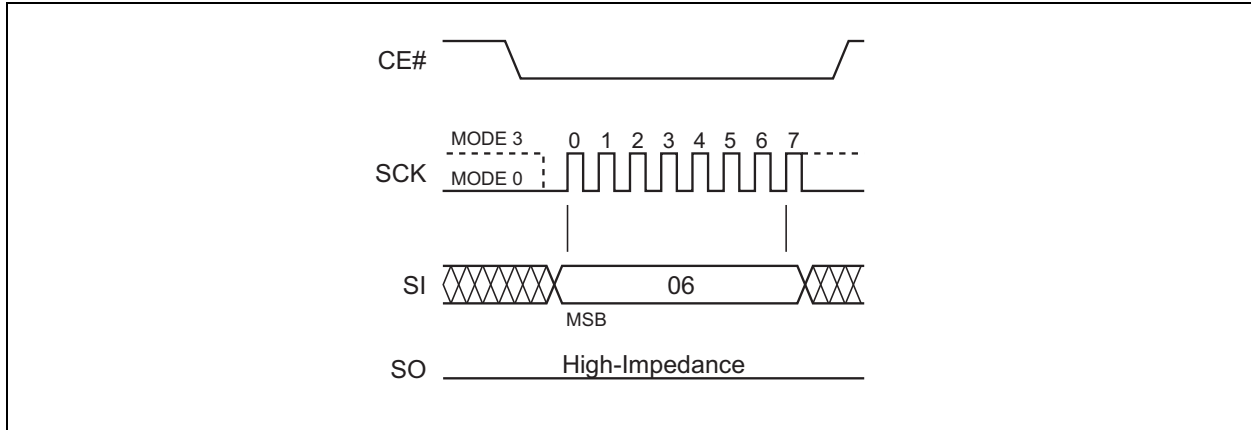 CE#
MODE 3 0 1 2 3 4 5 6 7
SCK MODE 0
SI 06
MSB
SO High-Impedance